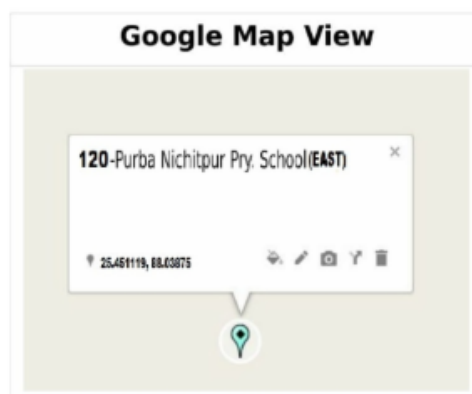 Google Map View
120-Purba Nichitpur Pry. School(EAST)
25.451119, 88.03875